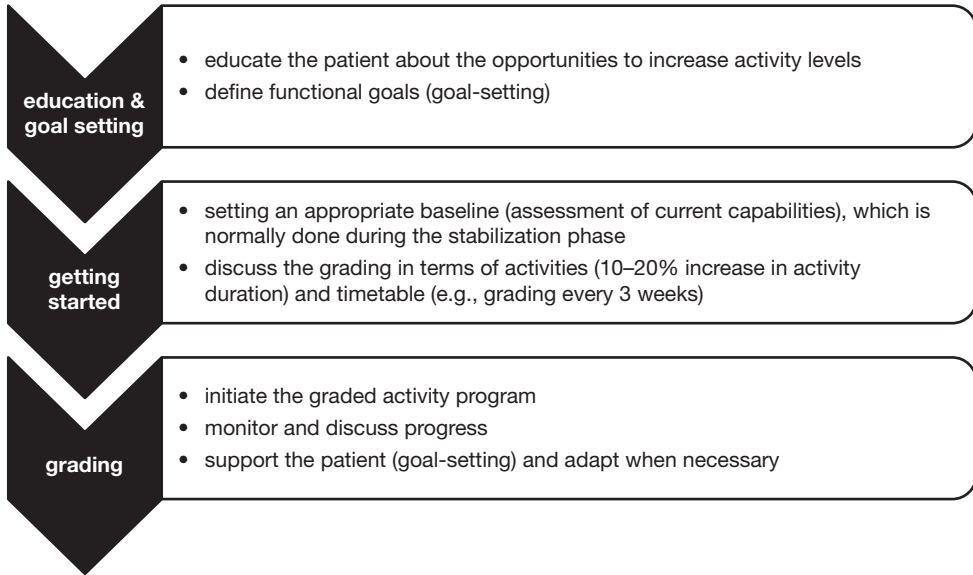 education &
goal setting
• educate the patient about the opportunities to increase activity levels
• define functional goals (goal-setting)
getting
started
• setting an appropriate baseline (assessment of current capabilities), which is
normally done during the stabilization phase
• discuss the grading in terms of activities (10–20% increase in activity
duration) and timetable (e.g., grading every 3 weeks)
grading
• initiate the graded activity program
• monitor and discuss progress
• support the patient (goal-setting) and adapt when necessary